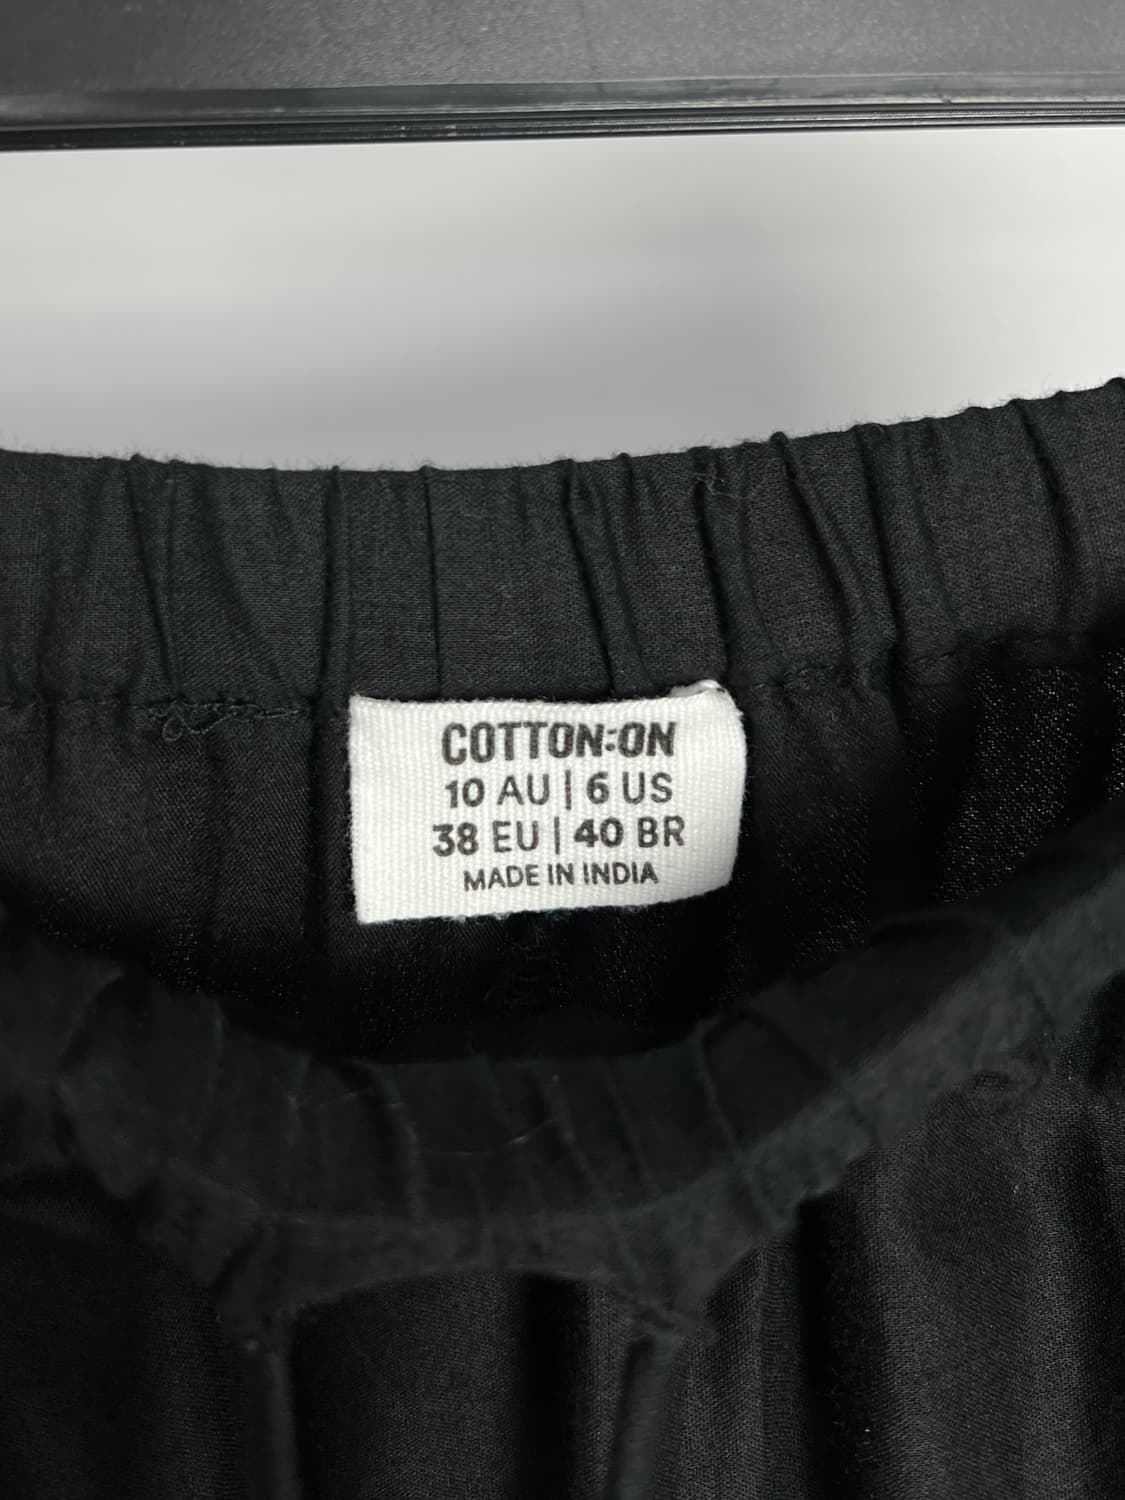 COTTON:ON
10 AU | 6 US
38 EU | 40 BR
MADE IN INDIA